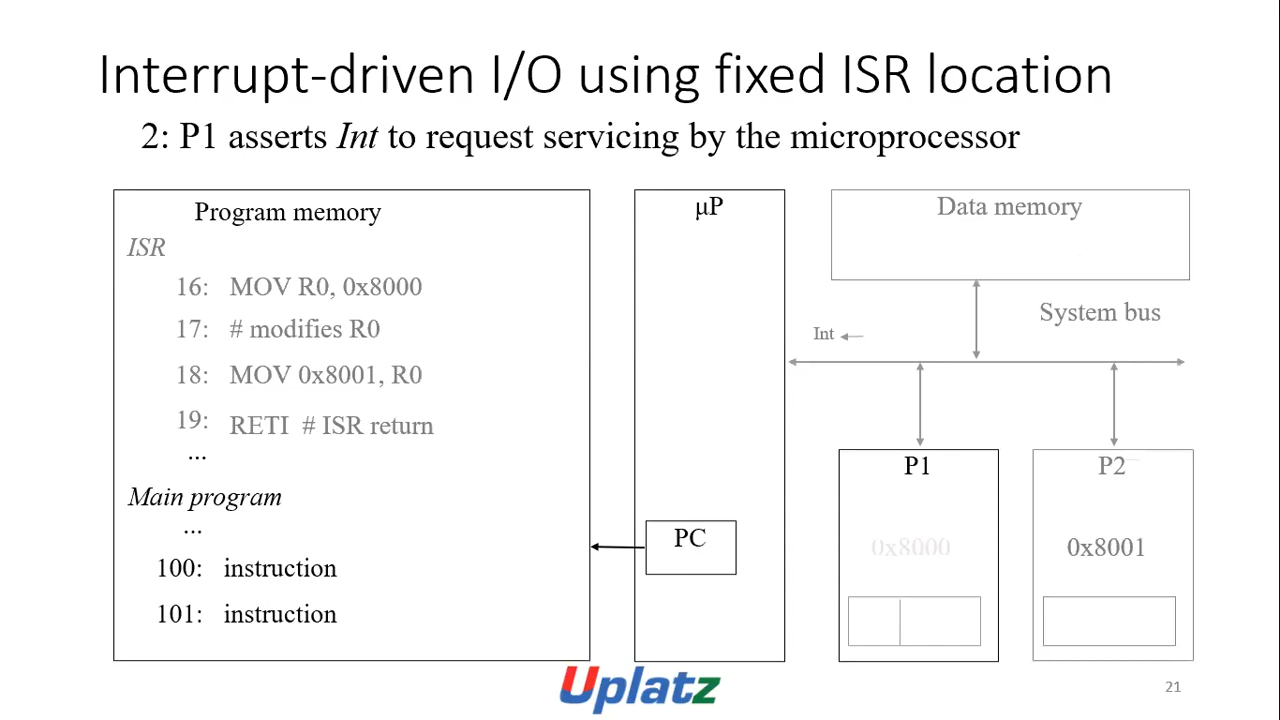 Interrupt-driven I/O using fixed ISR location
2: P1 asserts Int to request servicing by the microprocessor
Program memory
ISR
16: MOV R0, 0x8000
17: # modifies R0
18: MOV 0x8001, R0
19: RETI # ISR return
...
Main program
...
100: instruction
101: instruction
μP
PC
Data memory
System bus
Int
P1
0x8000
P2
0x8001
Uplatz
21